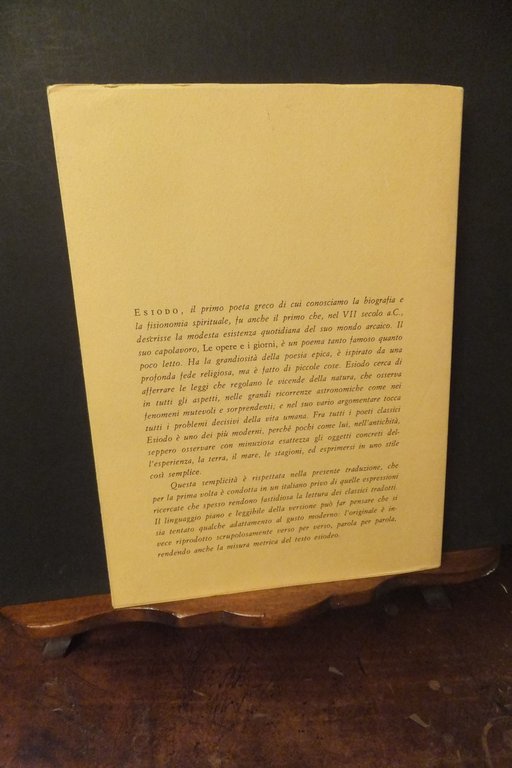 ESIODO, il primo poeta greco di cui conosciamo la biografia e
la fisionomia spirituale, fu anche il primo che, nel VII secolo a.C.,
descrisse la modesta esistenza quotidiana del suo mondo arcaico. Il
suo capolavoro, Le opere e i giorni, è un poema tanto famoso quanto
poco letto. Ha la grandiosità della poesia epica, è ispirato da una
profonda fede religiosa, ma è fatto di piccole cose. Esiodo cerca di
afferrare le leggi che regolano le vicende della natura, che osserva
in tutti gli aspetti, nelle grandi ricorrenze astronomiche come nei
fenomeni mutevoli e sorprendenti; e nel suo vario argomentare tocca
tutti i problemi decisivi della vita umana. Fra tutti i poeti classici
Esiodo è uno dei più moderni, perché pochi come lui, nell'antichità,
seppero osservare con minuziosa esattezza gli oggetti concreti del-
l'esperienza, la terra, il mare, le stagioni, ed esprimersi in uno stile
così semplice.
Questa semplicità è rispettata nella presente traduzione, che
per la prima volta è condotta in un italiano privo di quelle espressioni
ricercate che spesso rendono fastidiosa la lettura dei classici tradotti.
Il linguaggio piano e leggibile della versione può far pensare che si
sia tentato qualche adattamento al gusto moderno: l'originale è in-
vece riprodotto scrupolosamente verso per verso, parola per parola,
rendendo anche la misura metrica del testo esiodeo.